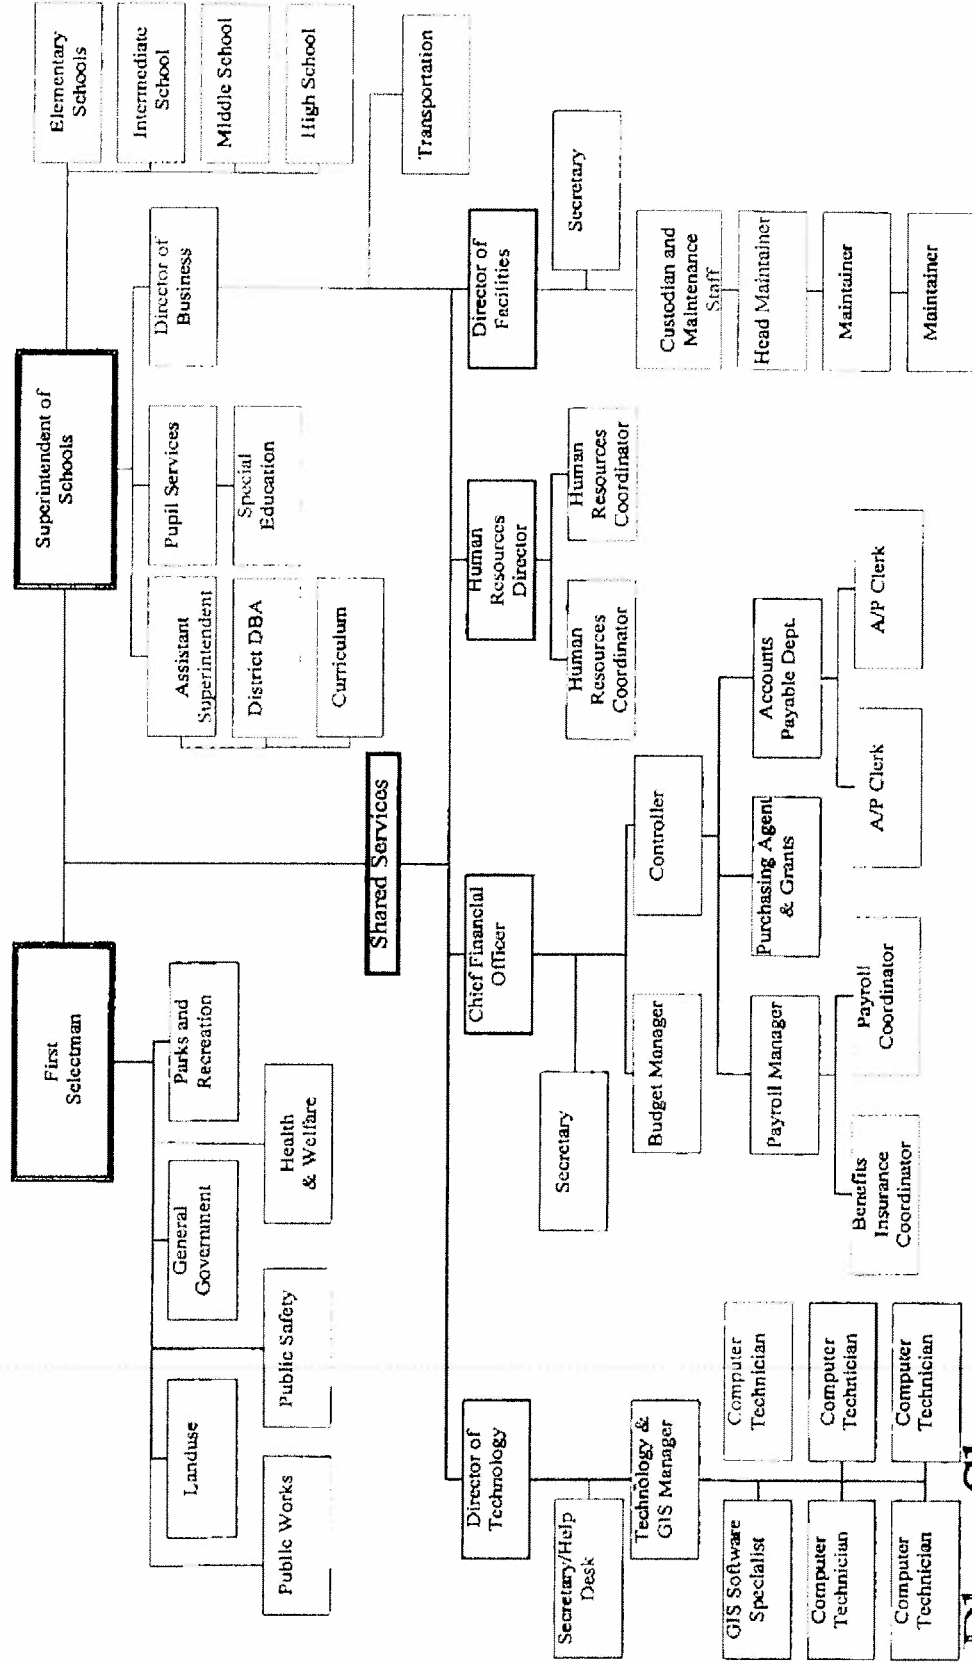 First
Selectman
Superintendent of
Schools
Elementary
Schools
Intermediate
School
Middle School
High School
Landuse
General
Government
Parks and
Recreation
Public Works
Public Safety
Health
& Welfare
Assistant
Superintendent
Pupil Services
Director of
Business
District DBA
Special
Education
Curriculum
Transportation
Shared Services
Director of
Technology
Chief Financial
Officer
Human
Resources
Director
Director of
Facilities
Secretary/Help
Desk
Secretary
Human
Resources
Coordinator
Human
Resources
Coordinator
Secretary
Technology &
GIS Manager
Budget Manager
Controller
Custodian and
Maintenance
Staff
GIS Software
Specialist
Computer
Technician
Payroll Manager
Purchasing Agent
& Grants
Accounts
Payable Dept.
Head Maintainer
Computer
Technician
Computer
Technician
Benefits
Insurance
Coordinator
Payroll
Coordinator
A/P Clerk
A/P Clerk
Maintainer
Computer
Technician
Computer
Technician
Maintainer